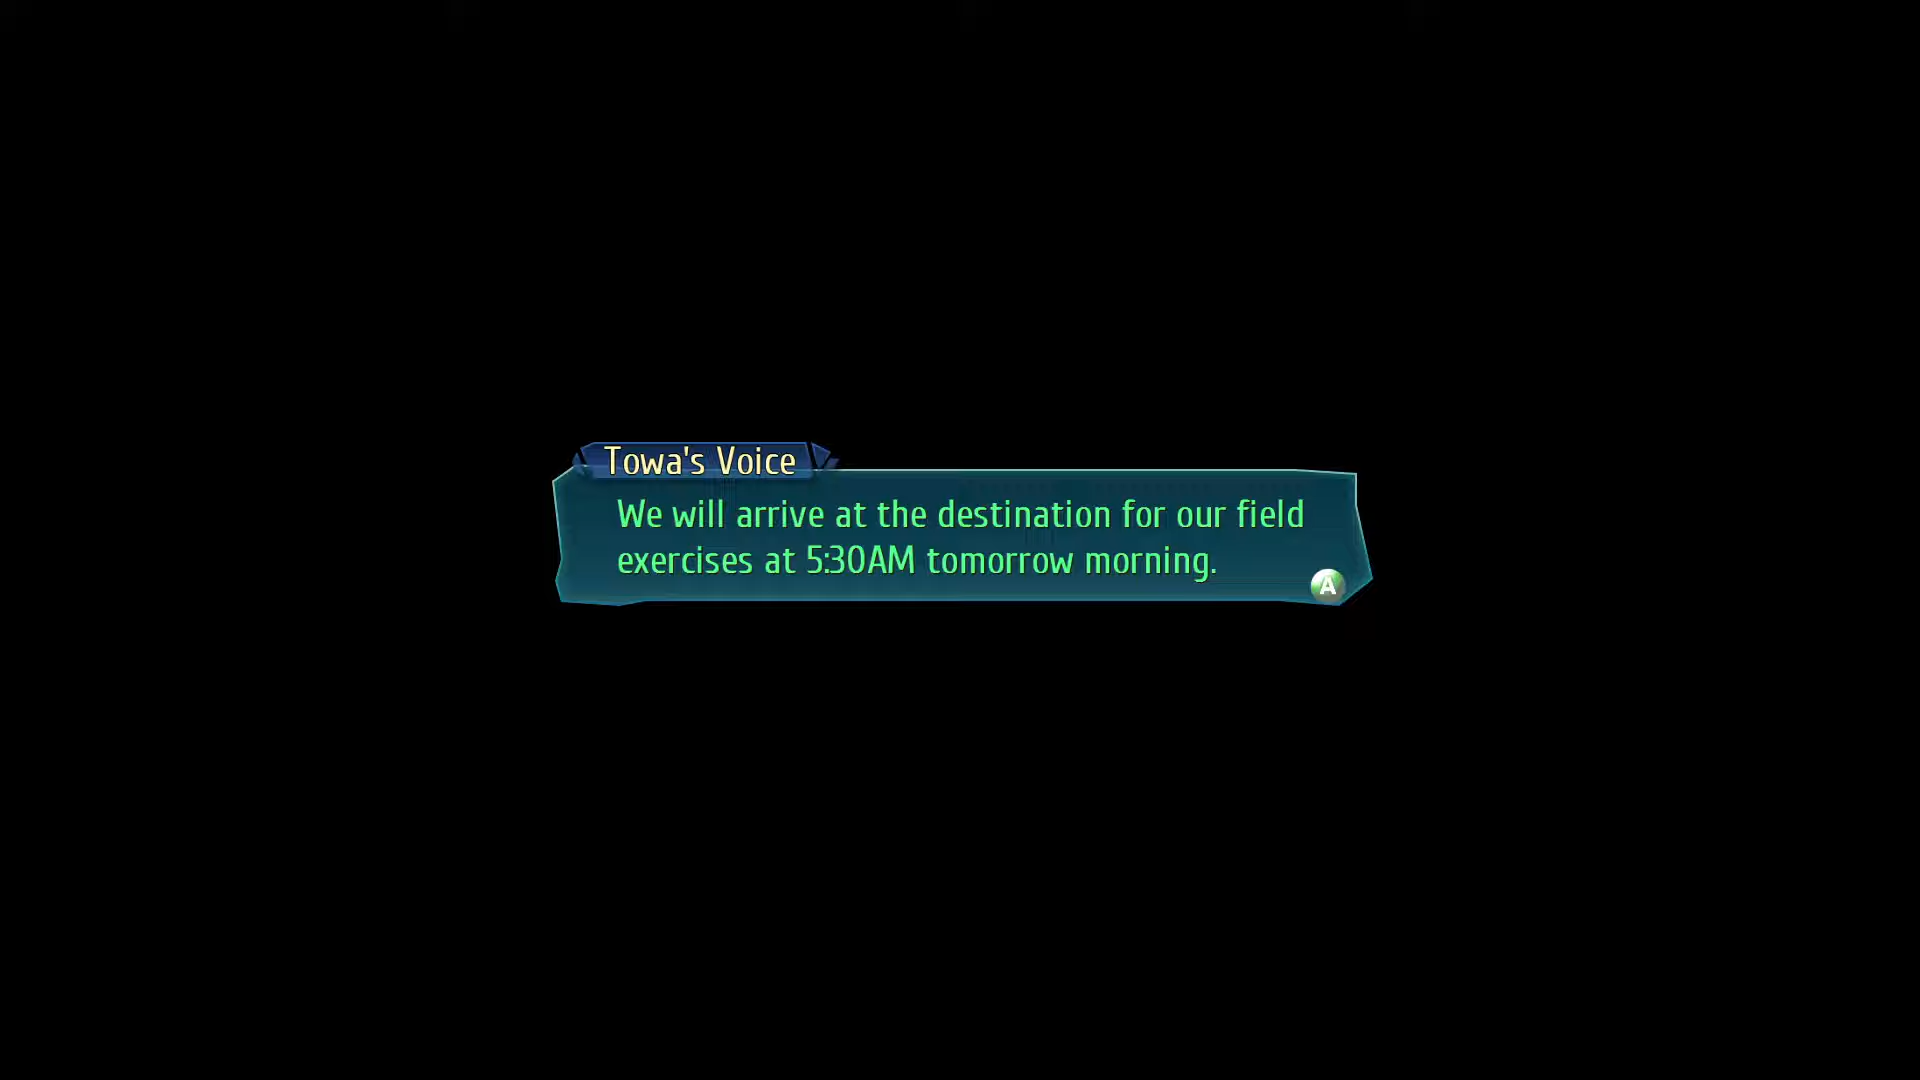 Towa's Voice
We will arrive at the destination for our field
exercises at 5:30AM tomorrow morning.
A